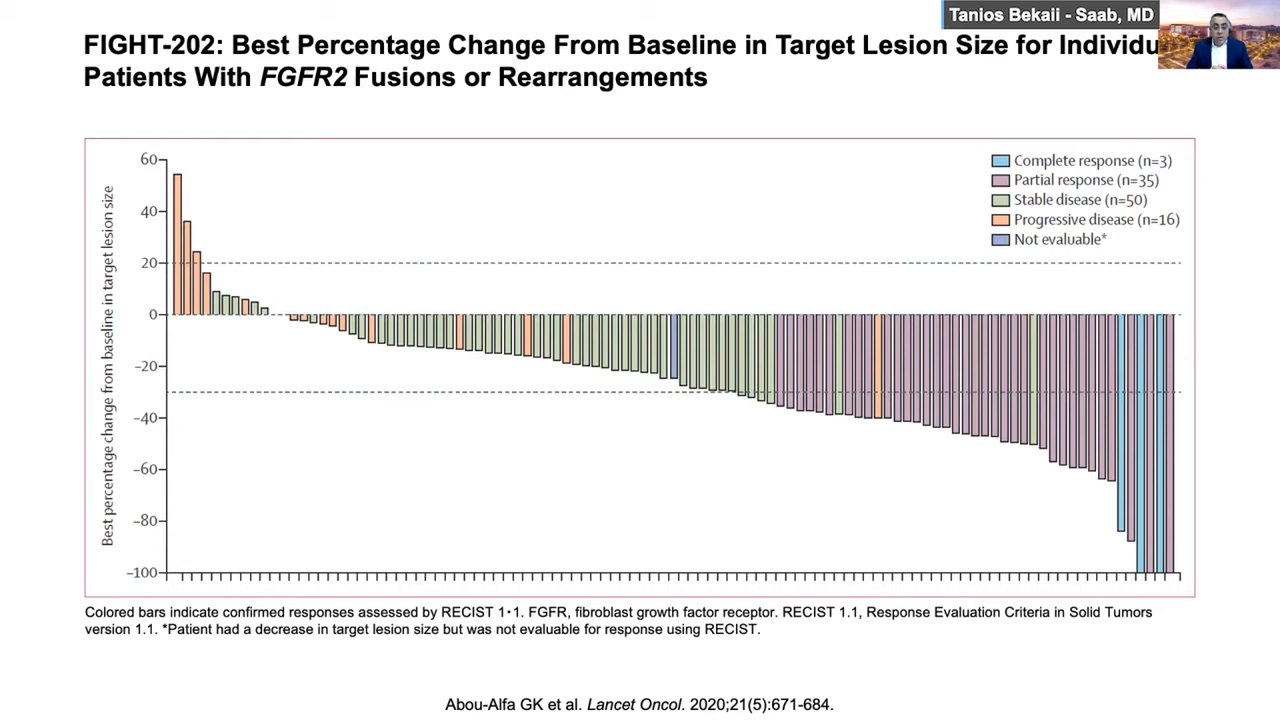 Tanios Bekaii - Saab, MD
FIGHT-202: Best Percentage Change From Baseline in Target Lesion Size for Individu
Patients With FGFR2 Fusions or Rearrangements
Best percentage change from baseline in target lesion size
60
40
20
0
−20
−40
−60
−80
−100
Complete response (n=3)
Partial response (n=35)
Stable disease (n=50)
Progressive disease (n=16)
Not evaluable*
Colored bars indicate confirmed responses assessed by RECIST 1·1. FGFR, fibroblast growth factor receptor. RECIST 1.1, Response Evaluation Criteria in Solid Tumors
version 1.1. *Patient had a decrease in target lesion size but was not evaluable for response using RECIST.
Abou-Alfa GK et al. Lancet Oncol. 2020;21(5):671-684.